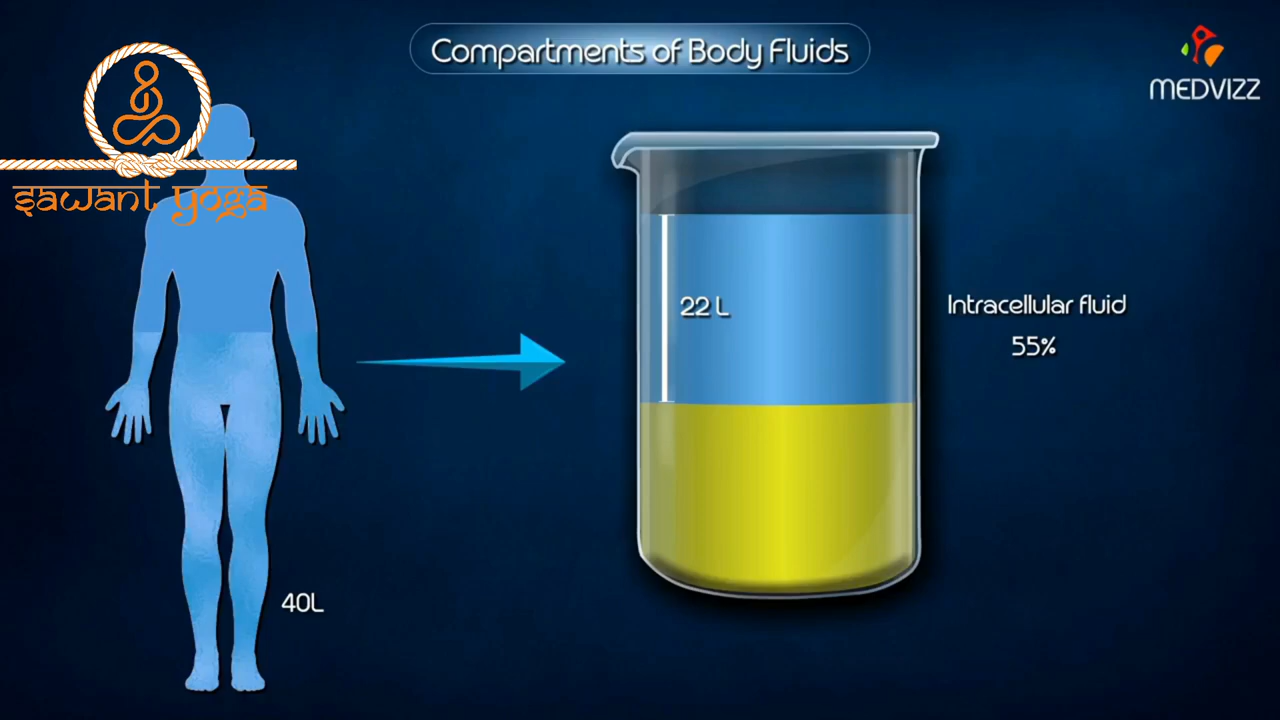 Compartments of Body Fluids
MEDVIZZ
sawant yoga
22 L
Intracellular fluid
55%
40L